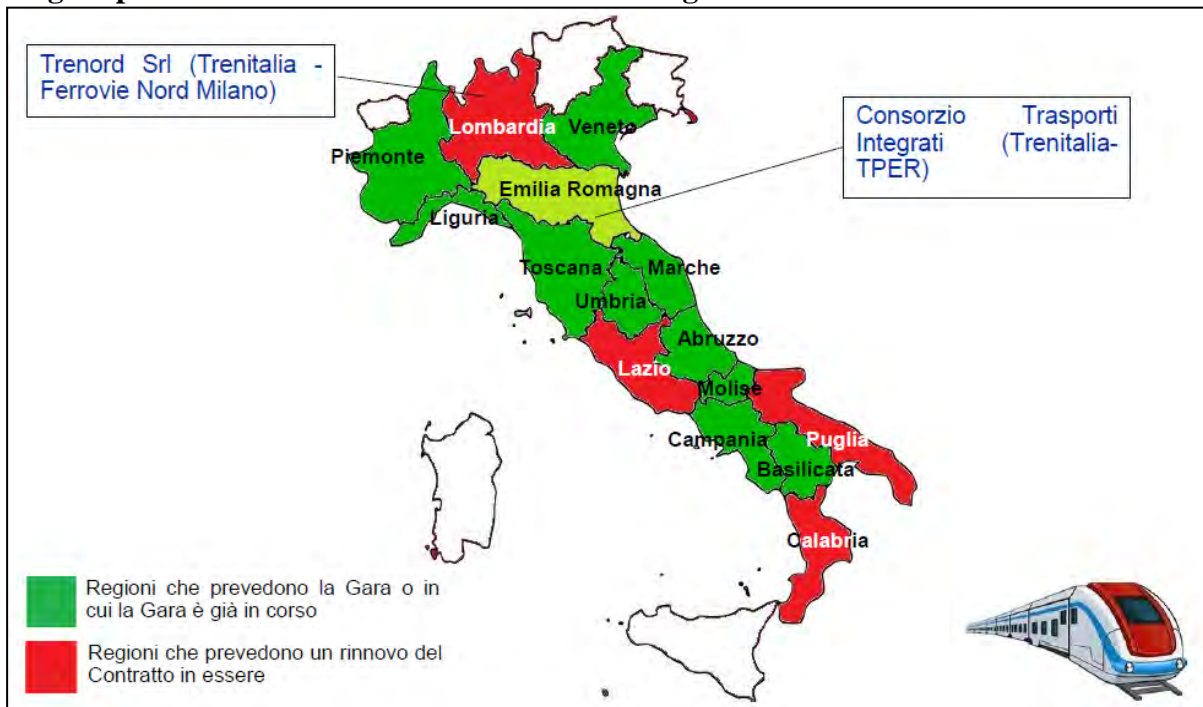 Trenord Srl (Trenitalia -
Ferrovie Nord Milano)
Consorzio Trasporti
Integrati (Trenitalia-
TPER)
Lombardia
Veneto
Piemonte
Emilia Romagna
Liguria
Toscana
Marche
Umbria
Abruzzo
Lazio
Molise
Campania
Puglia
Basilicata
Calabria
Regioni che prevedono la Gara o in
cui la Gara è già in corso
Regioni che prevedono un rinnovo del
Contratto in essere